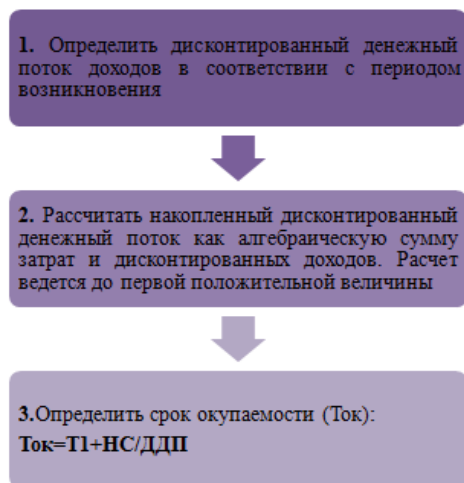 1. Определить дисконтированный денежный
поток доходов в соответствии с периодом
возникновения
2. Рассчитать накопленный дисконтированный
денежный поток как алгебраическую сумму
затрат и дисконтированных доходов. Расчет
ведется до первой положительной величины
3.Определить срок окупаемости (Ток):
Ток=Т1+НС/ДДП